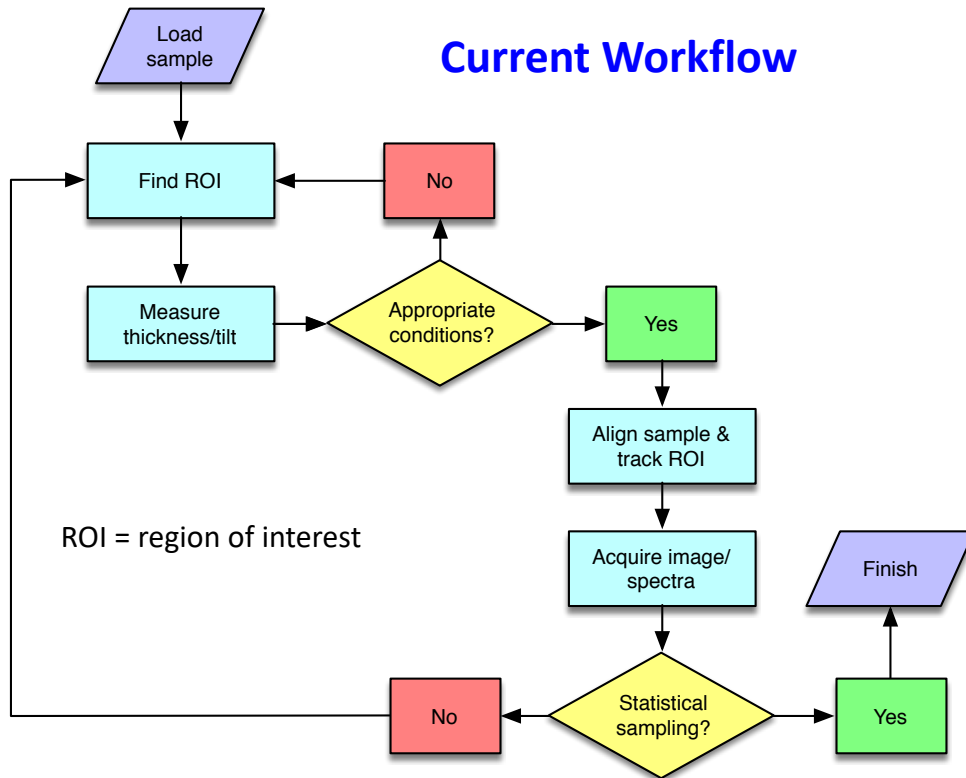 Load
sample
Current Workflow
Find ROI
No
Measure
thickness/tilt
Appropriate
conditions?
Yes
Align sample &
track ROI
ROI = region of interest
Acquire image/
spectra
Finish
No
Statistical
sampling?
Yes